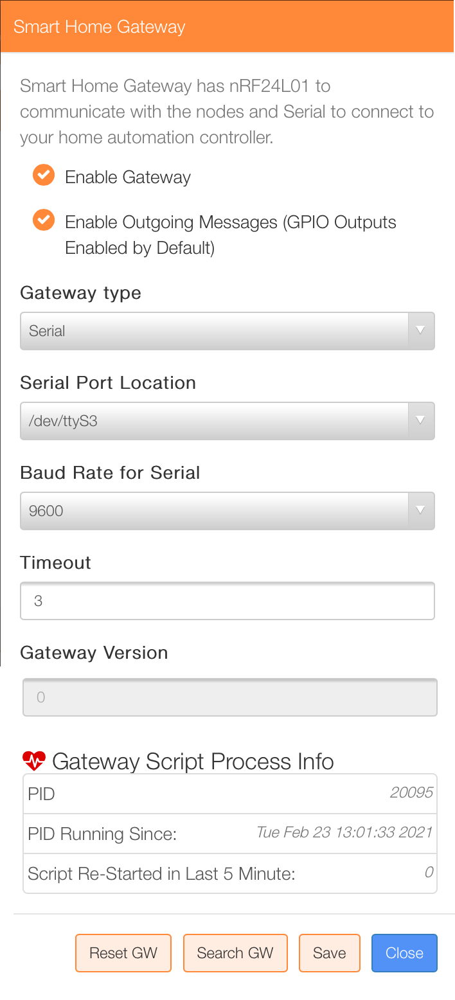 Smart Home Gateway
Smart Home Gateway has nRF24L01 to
communicate with the nodes and Serial to connect to
your home automation controller.
Enable Gateway
Enable Outgoing Messages (GPIO Outputs
Enabled by Default)
Gateway type
Serial
Serial Port Location
/dev/ttyS3
Baud Rate for Serial
9600
Timeout
3
Gateway Version
0
Gateway Script Process Info
PID 20095
PID Running Since: Tue Feb 23 13:01:33 2021
Script Re-Started in Last 5 Minute: 0
Reset GW Search GW Save Close